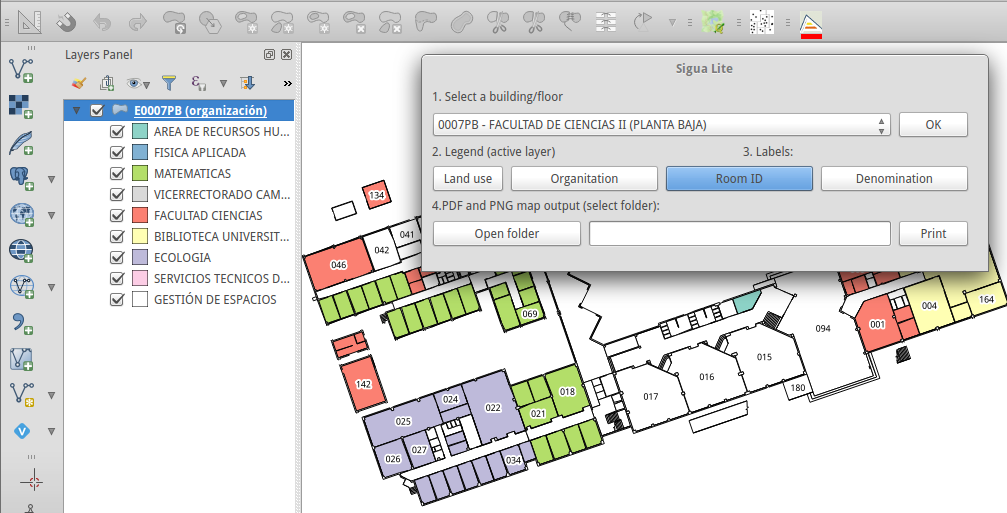 Layers Panel
»
E0007PB (organización)
AREA DE RECURSOS HU...
FISICA APLICADA
MATEMATICAS
VICERRECTORADO CAM...
FACULTAD CIENCIAS
BIBLIOTECA UNIVERSIT...
ECOLOGIA
SERVICIOS TECNICOS D...
GESTIÓN DE ESPACIOS
Sigua Lite
1. Select a building/floor
0007PB - FACULTAD DE CIENCIAS II (PLANTA BAJA)
OK
2. Legend (active layer)
3. Labels:
Land use
Organitation
Room ID
Denomination
4.PDF and PNG map output (select folder):
Open folder
Print
134
041
042
046
069
142
024
022
025
026
027
034
021
018
017
016
015
180
094
001
004
164